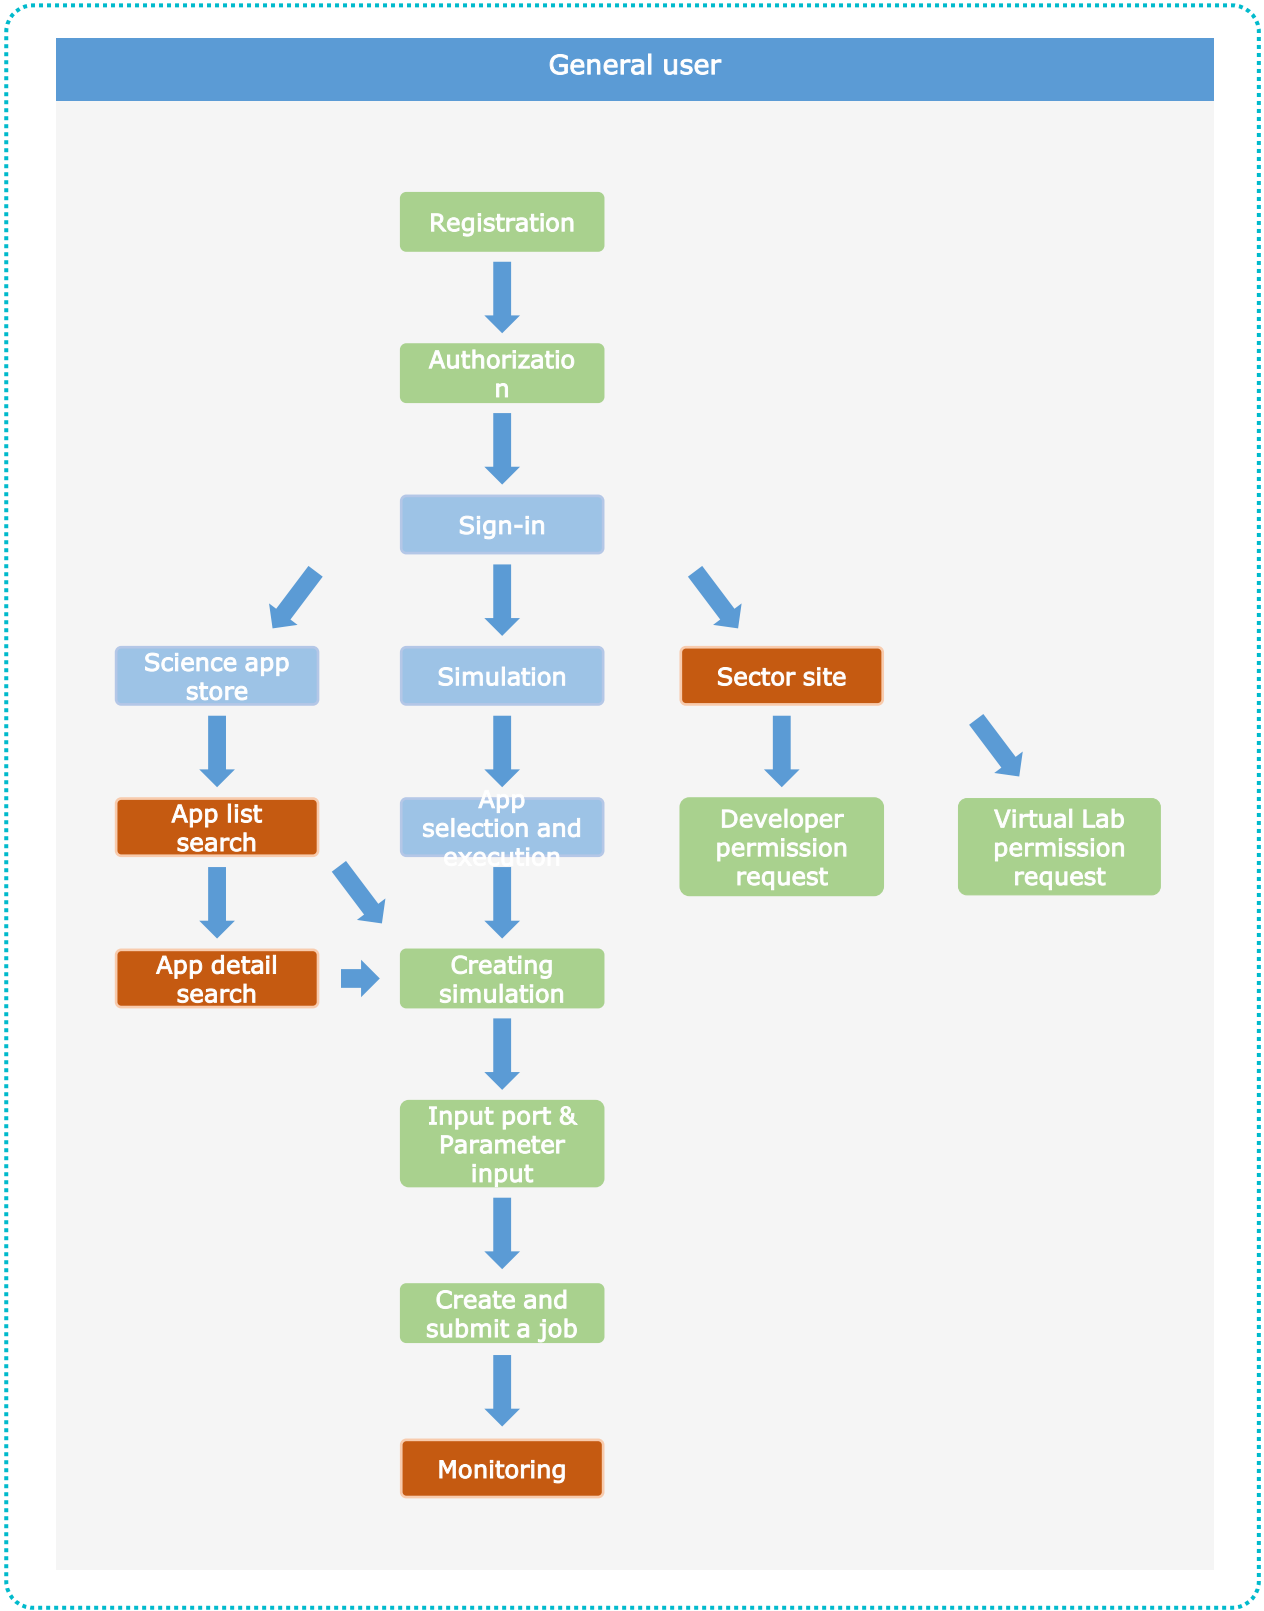 General user
Registration
Authorizatio
n
Sign-in
Science app
store
Simulation
Sector site
App list
search
App
selection and
execution
Developer
permission
request
Virtual Lab
permission
request
App detail
search
Creating
simulation
Input port &
Parameter
input
Create and
submit a job
Monitoring